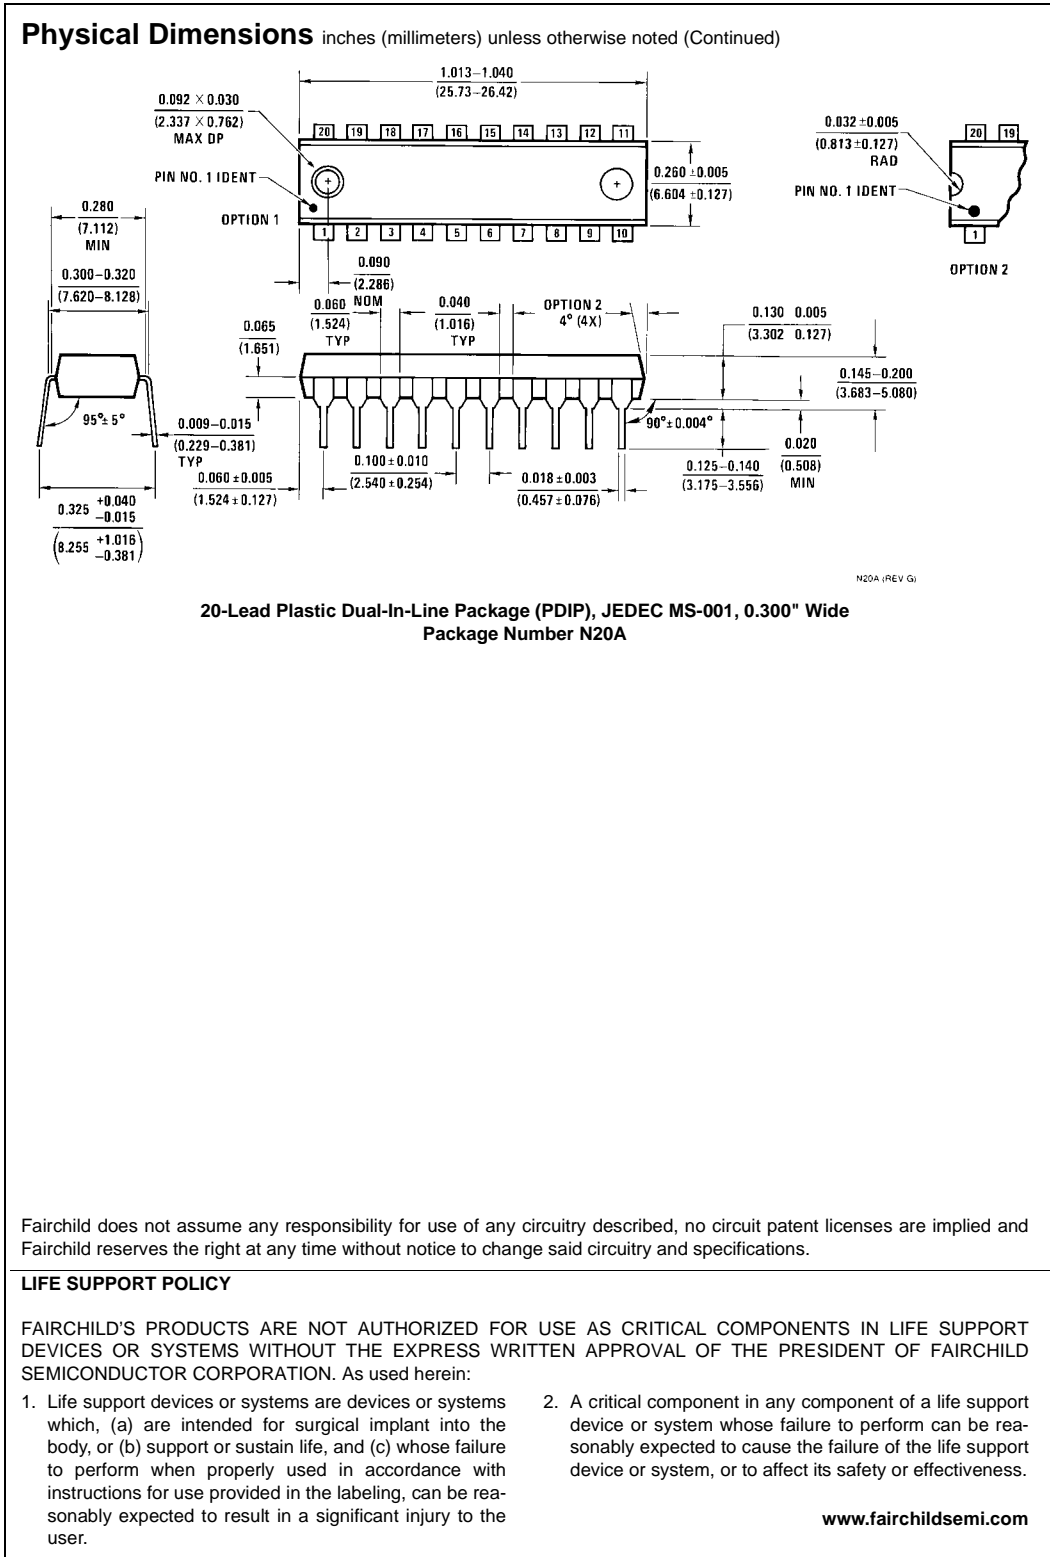 Physical Dimensions inches (millimeters) unless otherwise noted (Continued)
1.013–1.040
(25.73–26.42)
0.092 × 0.030
(2.337 × 0.762)
MAX DP
20 19 18 17 16 15 14 13 12 11
PIN NO. 1 IDENT
OPTION 1
1 2 3 4 5 6 7 8 9 10
0.260 ±0.005
(6.604 ±0.127)
0.032 ±0.005
(0.813 ±0.127)
RAD
20 19
PIN NO. 1 IDENT
1
OPTION 2
0.280
(7.112)
MIN
0.300–0.320
(7.620–8.128)
0.090
(2.286)
NOM
0.060
(1.524)
TYP
0.040
(1.016)
TYP
OPTION 2
4° (4X)
0.130 0.005
(3.302 0.127)
0.065
(1.651)
0.145–0.200
(3.683–5.080)
95°± 5°
0.009–0.015
(0.229–0.381)
TYP
90°± 0.004°
0.020
(0.508)
MIN
0.100 ± 0.010
(2.540 ± 0.254)
0.018 ± 0.003
(0.457 ± 0.076)
0.125–0.140
(3.175–3.556)
0.060 ±0.005
(1.524 ± 0.127)
0.325 +0.040
−0.015
(8.255 +1.016
−0.381)
N20A (REV G)
20-Lead Plastic Dual-In-Line Package (PDIP), JEDEC MS-001, 0.300" Wide
Package Number N20A
Fairchild does not assume any responsibility for use of any circuitry described, no circuit patent licenses are implied and
Fairchild reserves the right at any time without notice to change said circuitry and specifications.
LIFE SUPPORT POLICY
FAIRCHILD'S PRODUCTS ARE NOT AUTHORIZED FOR USE AS CRITICAL COMPONENTS IN LIFE SUPPORT
DEVICES OR SYSTEMS WITHOUT THE EXPRESS WRITTEN APPROVAL OF THE PRESIDENT OF FAIRCHILD
SEMICONDUCTOR CORPORATION. As used herein:
1. Life support devices or systems are devices or systems
which, (a) are intended for surgical implant into the
body, or (b) support or sustain life, and (c) whose failure
to perform when properly used in accordance with
instructions for use provided in the labeling, can be rea-
sonably expected to result in a significant injury to the
user.
2. A critical component in any component of a life support
device or system whose failure to perform can be rea-
sonably expected to cause the failure of the life support
device or system, or to affect its safety or effectiveness.
www.fairchildsemi.com